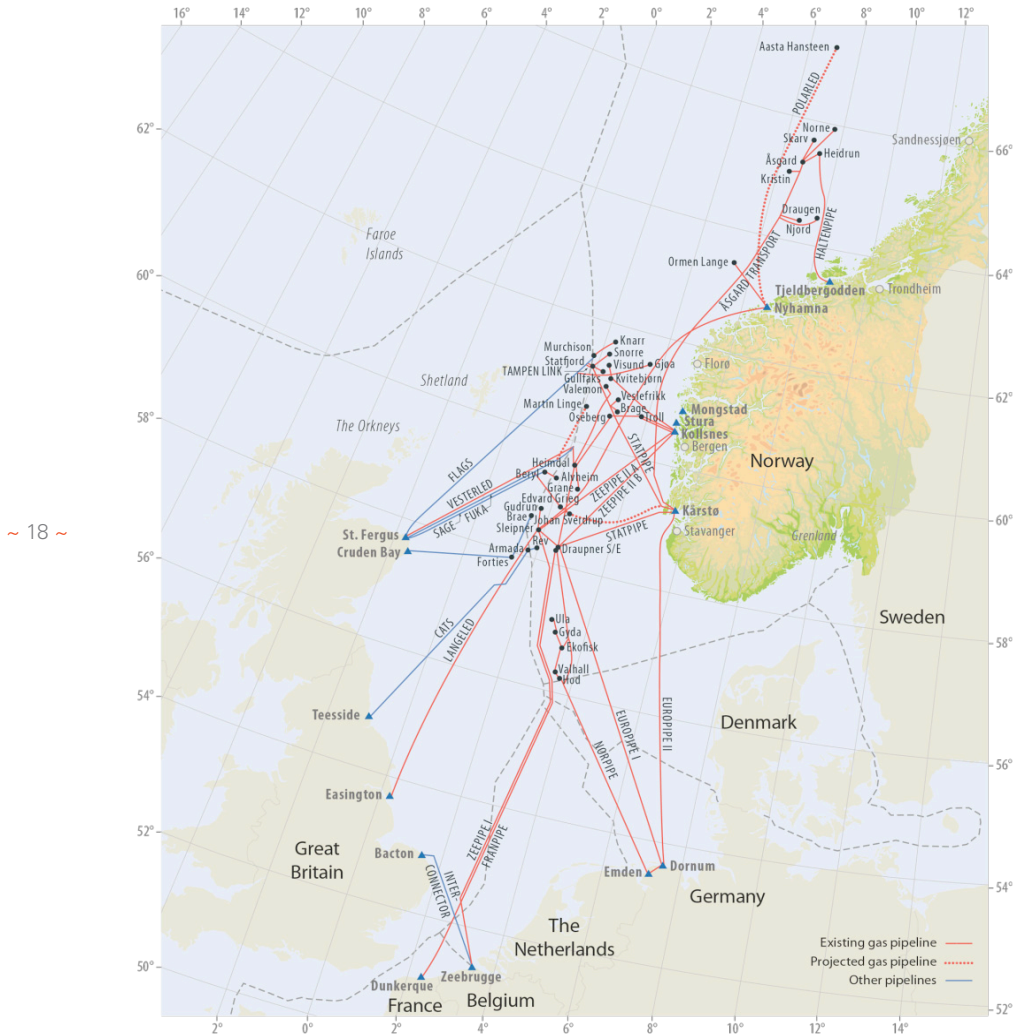 16°
14°
12°
10°
8°
6°
4°
2°
0°
2°
4°
6°
8°
10°
12°
Aasta Hansteen
POLARLED
62°
Norne
Skarv
Sandnessjøen
66°
Heidrun
Åsgard
Kristin
Draugen
Njord
HALTENPIPE
Faroe
Islands
ÅSGARD TRANSPORT
Ormen Lange
60°
64°
Tjeldbergodden
Trondheim
Nyhamna
Knarr
Murchison
Snorre
Statfjord
Visund
Gjøa
Florø
TAMPEN LINK
Gullfaks
Kvitebjørn
Shetland
Valemon
Veslefrikk
62°
Martin Linge
Brage
Mongstad
58°
Oseberg
Troll
Stura
The Orkneys
Kollsnes
Bergen
STATPIPE
FLAGS
Norway
Heimdal
Beryl
Alvheim
ZEEPIPE II A
ZEEPIPE II B
VESTERLED
Grane
Edvard Grieg
SAGE
FUKA
Gudrun
Kårstø
60°
Brae
Johan Sverdrup
~ 18 ~
St. Fergus
Sleipner
STATPIPE
Stavanger
Grenland
Cruden Bay
Rev
Armada
Draupner S/E
56°
Forties
CATS
LANGELED
Ula
Sweden
Gyda
58°
Ekofisk
Valhall
Hod
54°
Teesside
EUROPIPE II
EUROPIPE I
Denmark
NORPIPE
56°
Easington
52°
ZEEPIPE I
FRANPIPE
Great
Britain
Bacton
INTER-
CONNECTOR
Dornum
Emden
54°
Germany
The
Netherlands
Existing gas pipeline
Projected gas pipeline
50°
Zeebrugge
Other pipelines
Dunkerque
Belgium
France
52°
2°
0°
2°
4°
6°
8°
10°
12°
14°